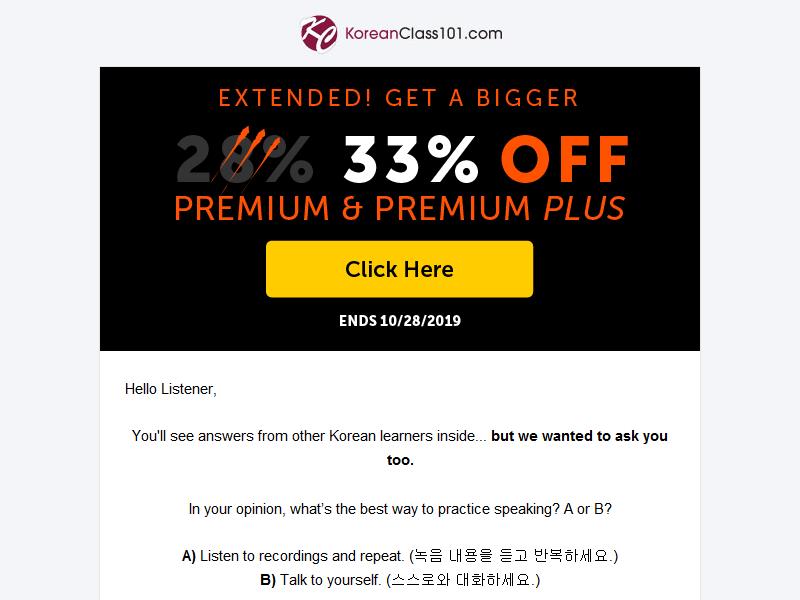 KoreanClass101.com
EXTENDED! GET A BIGGER
28% 33% OFF
PREMIUM & PREMIUM PLUS
Click Here
ENDS 10/28/2019
Hello Listener,
You'll see answers from other Korean learners inside... but we wanted to ask you
too.
In your opinion, what's the best way to practice speaking? A or B?
A) Listen to recordings and repeat. (녹음 내용을 듣고 반복하세요.)
B) Talk to yourself. (스스로와 대화하세요.)